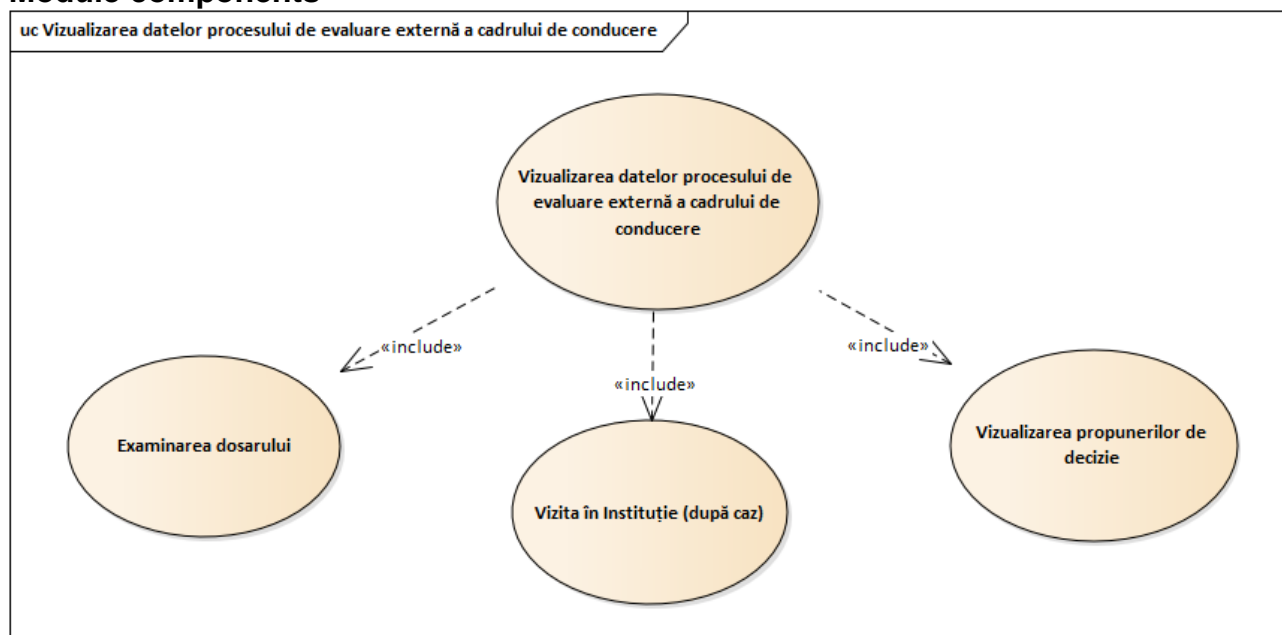 Module components
uc Vizualizarea datelor procesului de evaluare externă a cadrului de conducere
Vizualizarea datelor procesului de
evaluare externă a cadrului de
conducere
«include»
«include»
«include»
Examinarea dosarului
Vizita în Instituție (după caz)
Vizualizarea propunerilor de
decizie